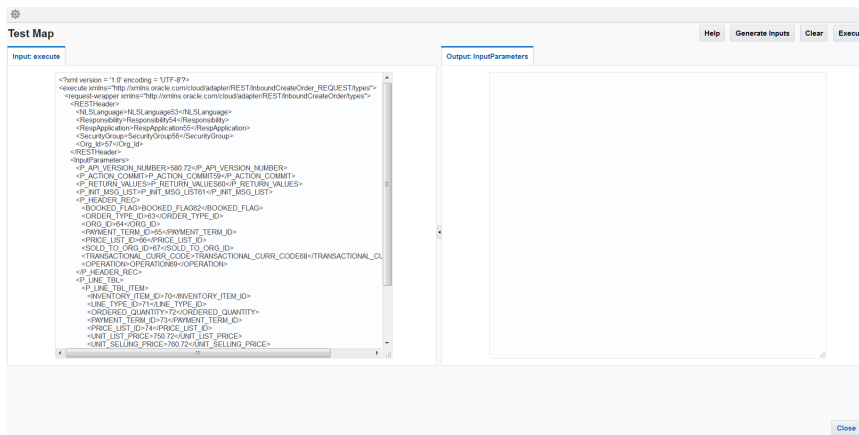 Test Map
Help
Generate Inputs
Clear
Execu
Input: execute
Output: InputParameters
<?xml version = '1.0' encoding = 'UTF-8'?>
<execute xmlns="http://xmlns.oracle.com/cloud/adapter/REST/InboundCreateOrder_REQUEST/types">
<request-wrapper xmlns="http://xmlns.oracle.com/cloud/adapter/REST/InboundCreateOrder/types">
<RESTHeader>
<NLSLanguage>NLSLanguage53</NLSLanguage>
<Responsibility>Responsibility54</Responsibility>
<RespApplication>RespApplication55</RespApplication>
<SecurityGroup>SecurityGroup56</SecurityGroup>
<Org_Id>57</Org_Id>
</RESTHeader>
<InputParameters>
<P_API_VERSION_NUMBER>580.72</P_API_VERSION_NUMBER>
<P_ACTION_COMMIT>P_ACTION_COMMIT59</P_ACTION_COMMIT>
<P_RETURN_VALUES>P_RETURN_VALUES60</P_RETURN_VALUES>
<P_INIT_MSG_LIST>P_INIT_MSG_LIST61</P_INIT_MSG_LIST>
<P_HEADER_REC>
<BOOKED_FLAG>BOOKED_FLAG62</BOOKED_FLAG>
<ORDER_TYPE_ID>63</ORDER_TYPE_ID>
<ORG_ID>64</ORG_ID>
<PAYMENT_TERM_ID>65</PAYMENT_TERM_ID>
<PRICE_LIST_ID>66</PRICE_LIST_ID>
<SOLD_TO_ORG_ID>67</SOLD_TO_ORG_ID>
<TRANSACTIONAL_CURR_CODE>TRANSACTIONAL_CURR_CODE68</TRANSACTIONAL_CU
<OPERATION>OPERATION69</OPERATION>
</P_HEADER_REC>
<P_LINE_TBL>
<P_LINE_TBL_ITEM>
<INVENTORY_ITEM_ID>70</INVENTORY_ITEM_ID>
<LINE_TYPE_ID>71</LINE_TYPE_ID>
<ORDERED_QUANTITY>72</ORDERED_QUANTITY>
<PAYMENT_TERM_ID>73</PAYMENT_TERM_ID>
<PRICE_LIST_ID>74</PRICE_LIST_ID>
<UNIT_LIST_PRICE>750.72</UNIT_LIST_PRICE>
<UNIT_SELLING_PRICE>760.72</UNIT_SELLING_PRICE>
Close